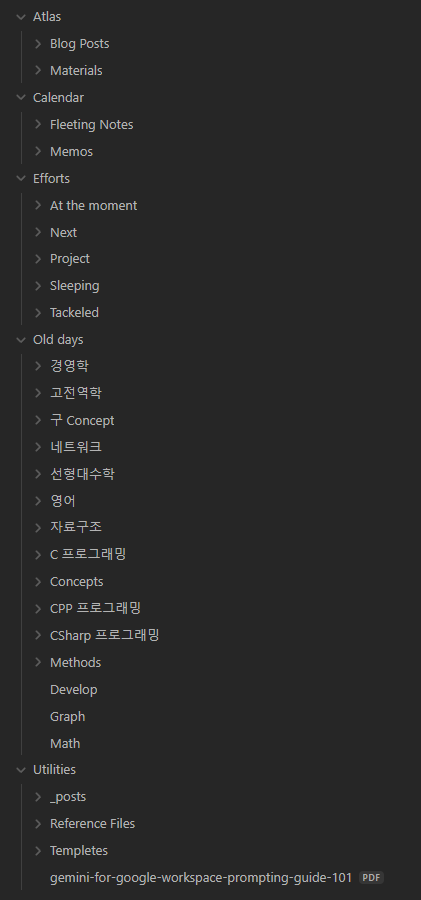 Atlas
Blog Posts
Materials
Calendar
Fleeting Notes
Memos
Efforts
At the moment
Next
Project
Sleeping
Tackeled
Old days
경영학
고전역학
구 Concept
네트워크
선형대수학
영어
자료구조
C 프로그래밍
Concepts
CPP 프로그래밍
CSharp 프로그래밍
Methods
Develop
Graph
Math
Utilities
_posts
Reference Files
Templetes
gemini-for-google-workspace-prompting-guide-101 PDF